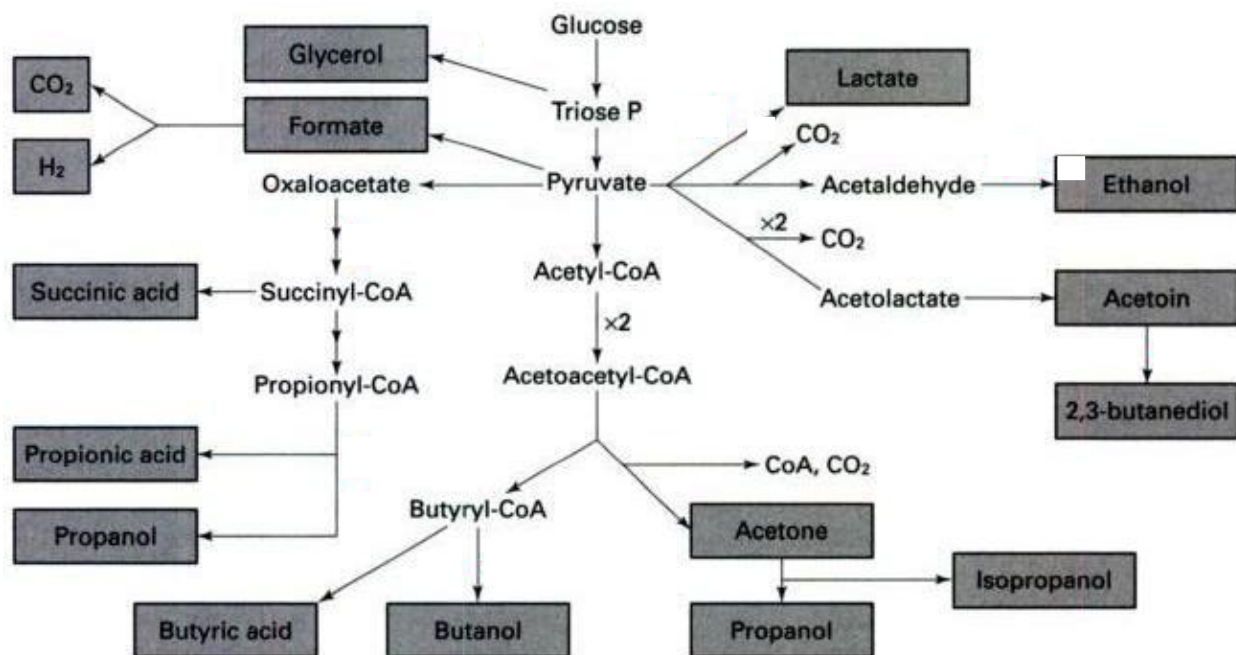 Glucose
Glycerol
Lactate
CO₂
Triose P
Formate
CO₂
H₂
Oxaloacetate
Pyruvate
Acetaldehyde
Ethanol
×2
CO₂
Acetyl-CoA
Succinic acid
Succinyl-CoA
Acetolactate
Acetoin
×2
Propionyl-CoA
Acetoacetyl-CoA
2,3-butanediol
Propionic acid
CoA, CO₂
Butyryl-CoA
Propanol
Acetone
Isopropanol
Butyric acid
Butanol
Propanol